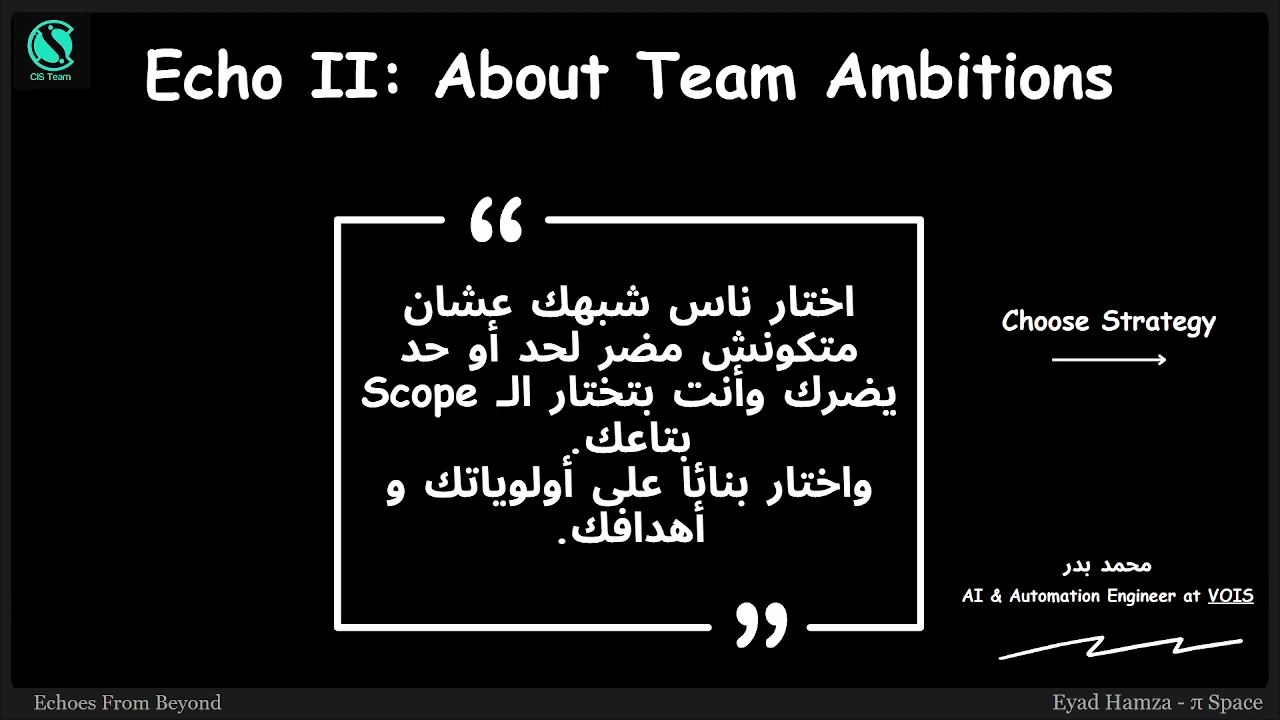 CIS Team
Echo II: About Team Ambitions
“
اختار ناس شبهك عشان
متكونش مضر لحد أو حد
يضرك وأنت بتختار الـ Scope
بتاعك.
واختار بنائا على أولوياتك و
أهدافك.
”
Choose Strategy
محمد بدر
AI & Automation Engineer at VOIS
Echoes From Beyond
Eyad Hamza - π Space